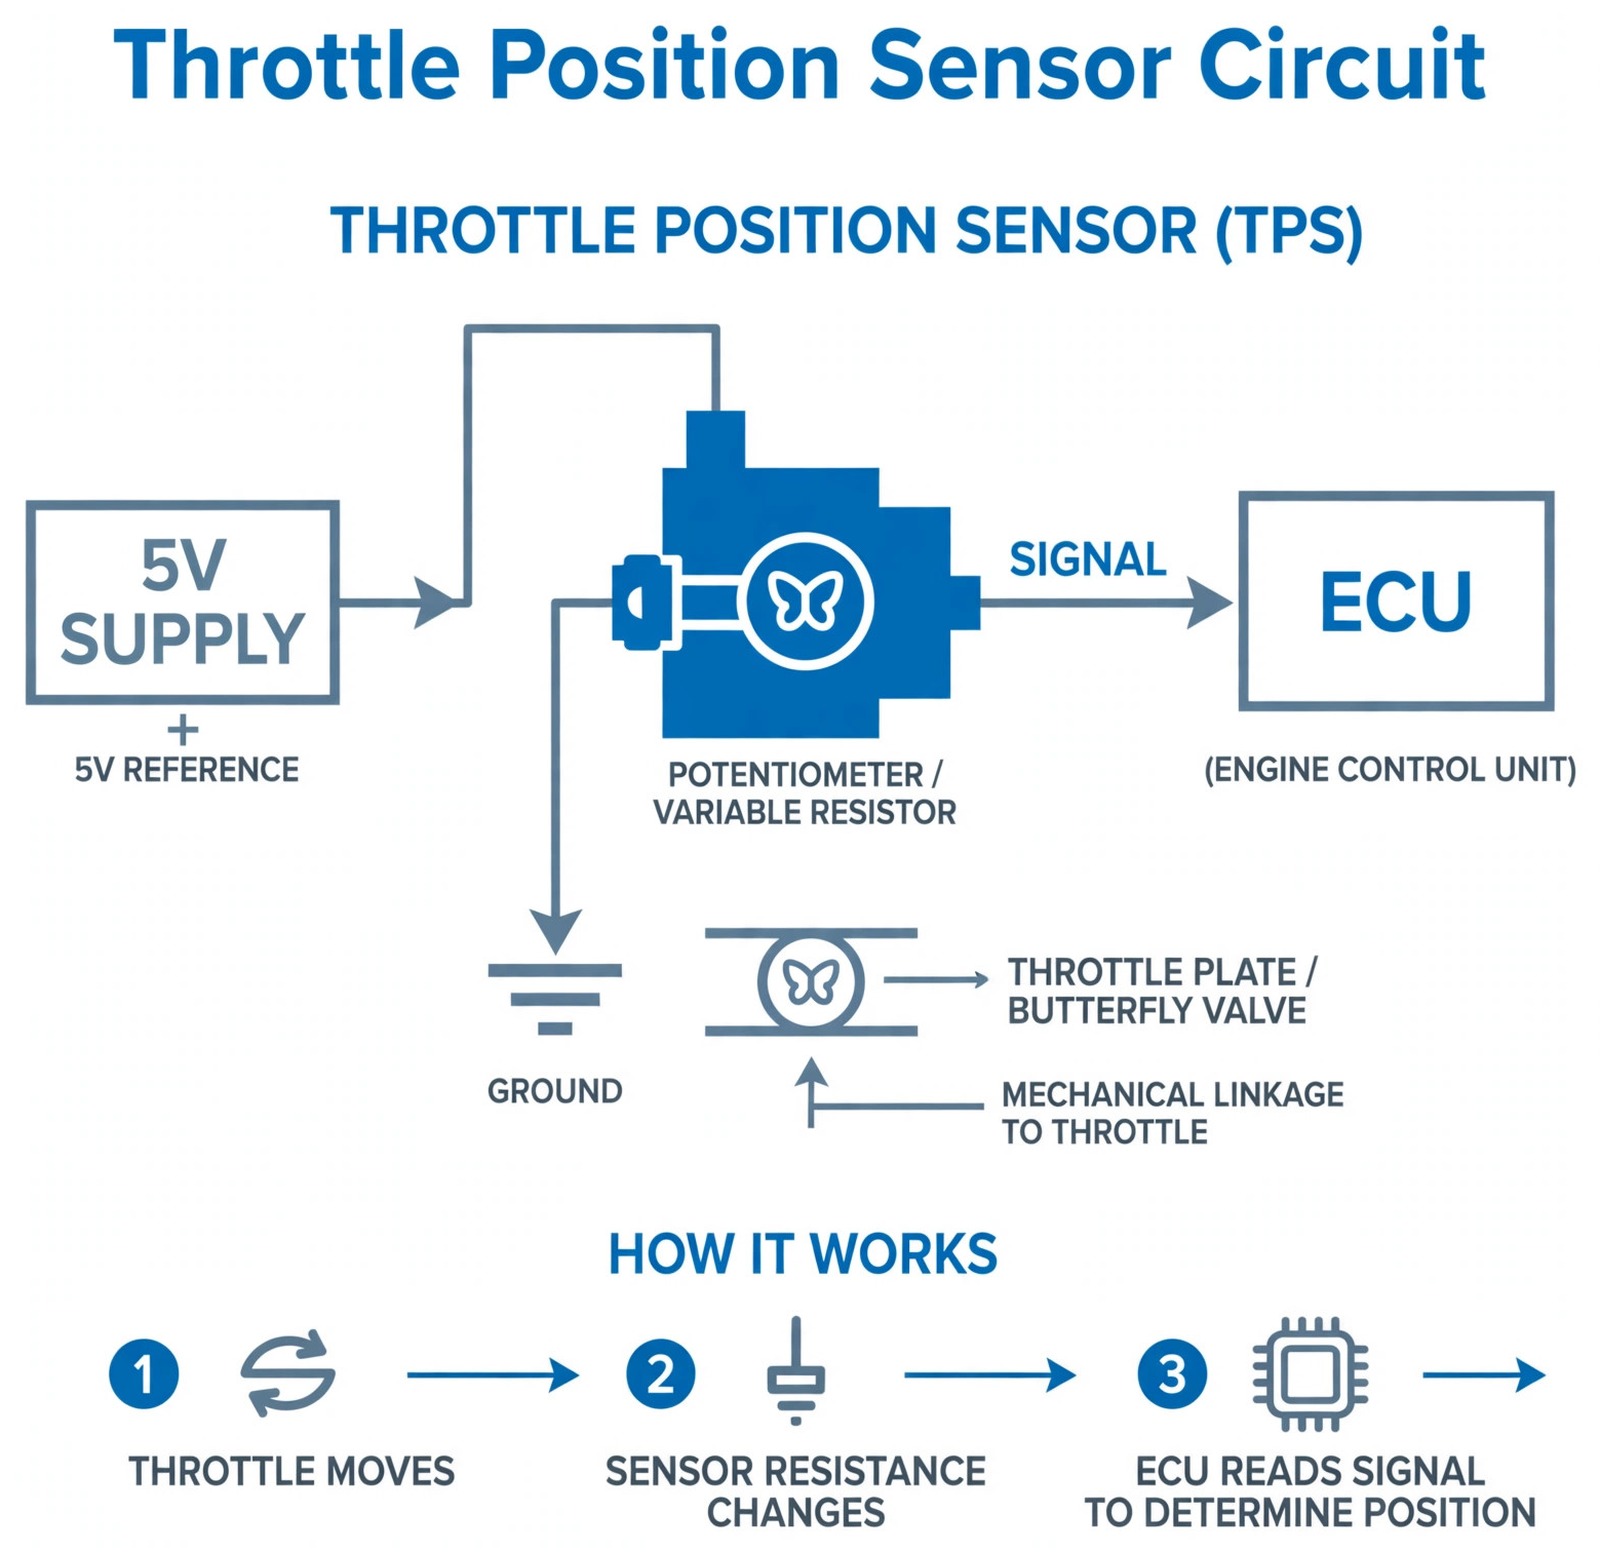 Throttle Position Sensor Circuit
THROTTLE POSITION SENSOR (TPS)
5V
SUPPLY
+
5V REFERENCE
POTENTIOMETER /
VARIABLE RESISTOR
SIGNAL
ECU
(ENGINE CONTROL UNIT)
GROUND
THROTTLE PLATE /
BUTTERFLY VALVE
MECHANICAL LINKAGE
TO THROTTLE
HOW IT WORKS
1
THROTTLE MOVES
2
SENSOR RESISTANCE
CHANGES
3
ECU READS SIGNAL
TO DETERMINE POSITION